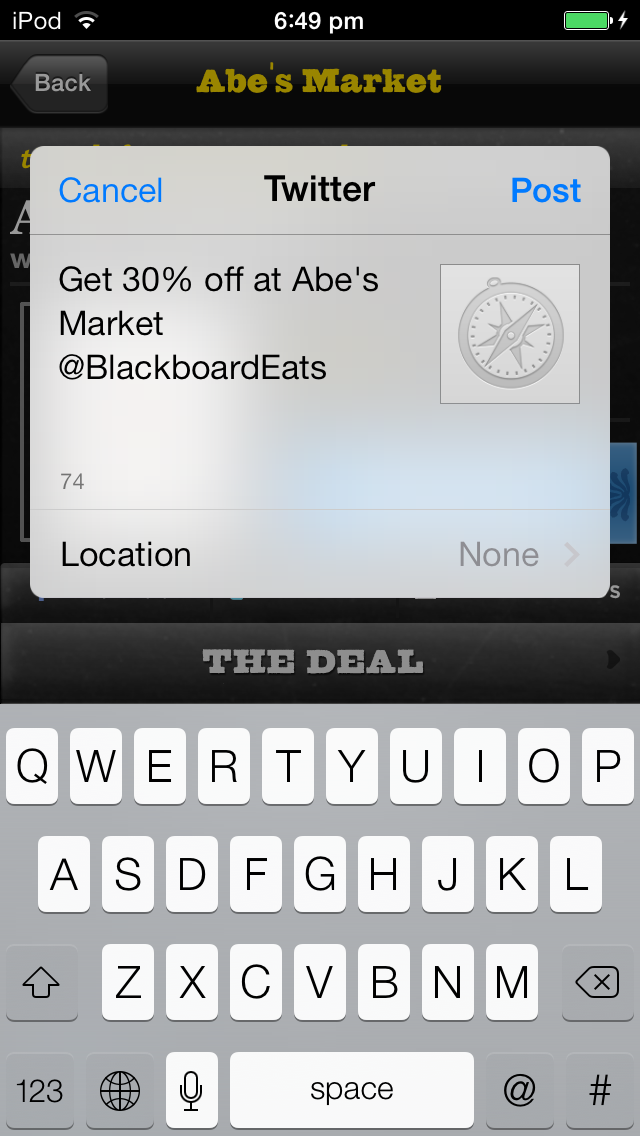 iPod 6:49 pm
Back Abe's Market
Cancel Twitter Post
Get 30% off at Abe's
Market
@BlackboardEats
74
Location None
THE DEAL
Q W E R T Y U I O P
A S D F G H J K L
Z X C V B N M
123 space @ #